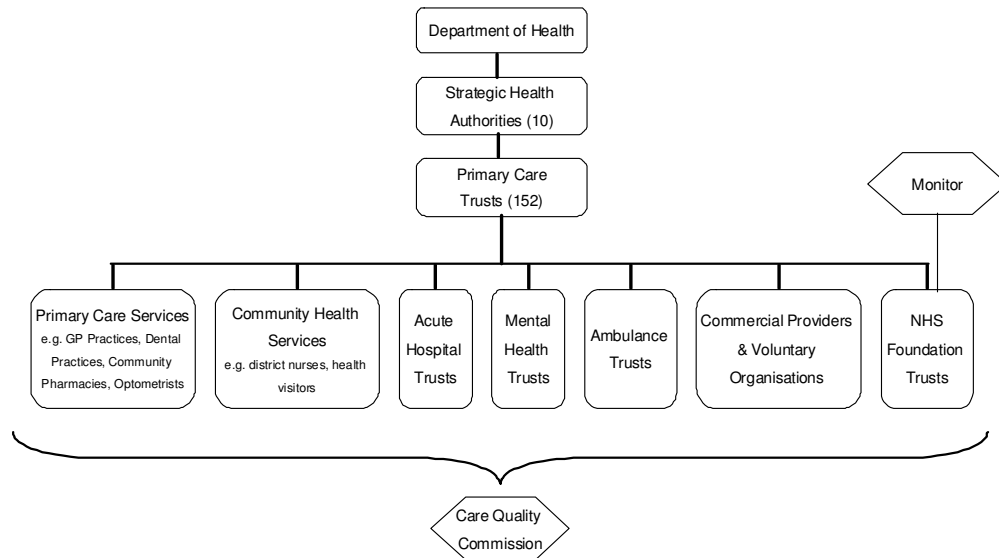 Department of Health
Strategic Health
Authorities (10)
Primary Care
Trusts (152)
Monitor
Primary Care Services
e.g. GP Practices, Dental
Practices, Community
Pharmacies, Optometrists
Community Health
Services
e.g. district nurses, health
visitors
Acute
Hospital
Trusts
Mental
Health
Trusts
Ambulance
Trusts
Commercial Providers
& Voluntary
Organisations
NHS
Foundation
Trusts
Care Quality
Commission